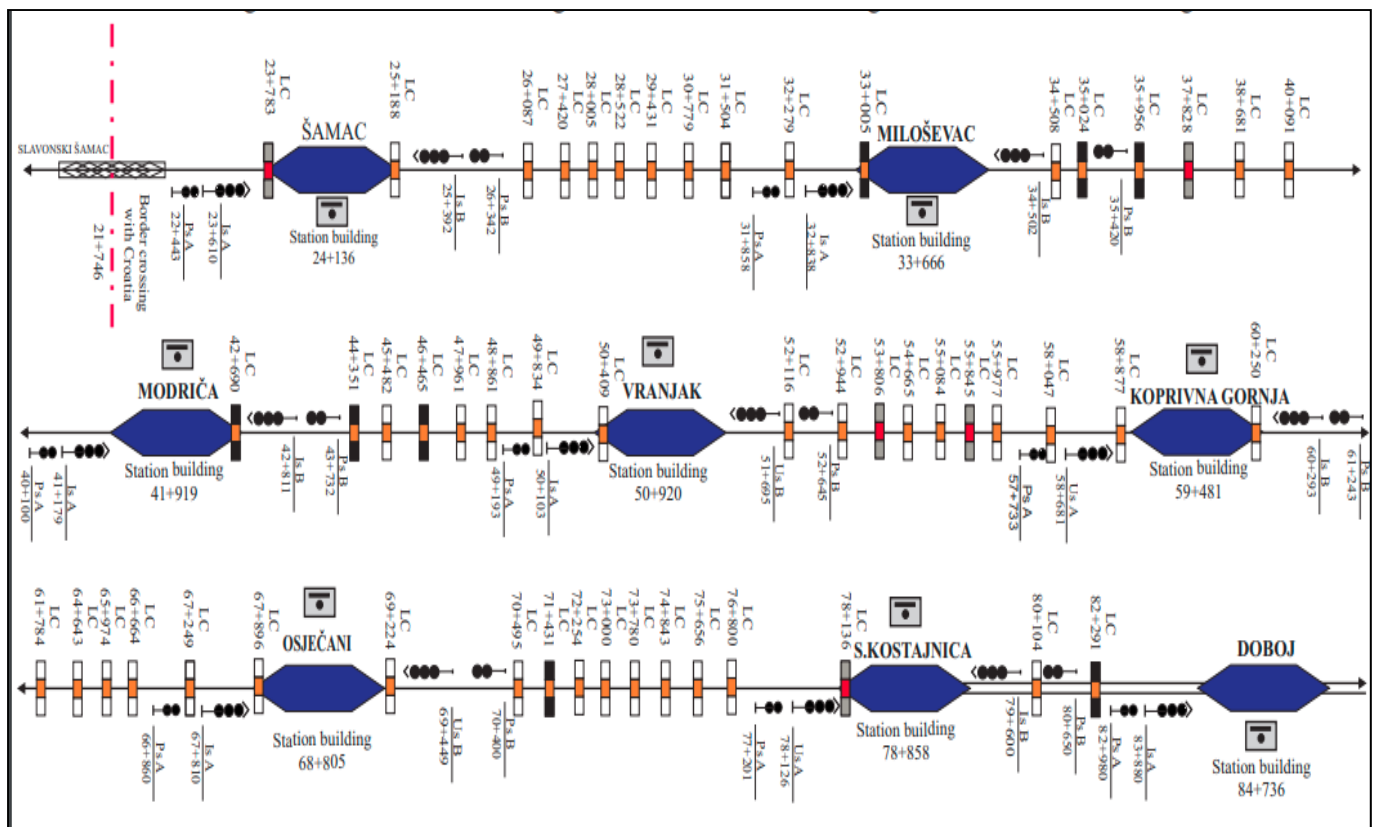 LC
23+783
ŠAMAC
LC
25+188
LC
26+087
LC
27+420
LC
28+005
LC
28+522
LC
29+431
LC
30+779
LC
31+504
LC
32+279
LC
33+005
MILOŠEVAC
LC
34+508
LC
35+024
LC
35+956
LC
37+828
LC
38+681
LC
40+091
SLAVONSKI ŠAMAC
Border crossing
with Croatia
21+746
Ps A
22+443
Is A
23+610
Station building
24+136
Is B
25+392
Ps B
26+342
Ps A
31+858
Is A
32+838
Station building
33+666
Is B
34+502
Ps B
35+420
MODRIČA
LC
42+690
LC
44+351
LC
45+482
LC
46+465
LC
47+961
LC
48+861
LC
49+834
LC
50+409
VRANJAK
LC
52+116
LC
52+944
LC
53+806
LC
54+665
LC
55+084
LC
55+845
LC
55+977
LC
58+047
LC
58+877
KOPRIVNA GORNJA
LC
60+250
Ps A
40+100
Is A
41+179
Station building
41+919
Is B
42+811
Ps B
43+732
Ps A
49+193
Is A
50+103
Station building
50+920
Us B
51+695
Ps B
52+645
Ps A
57+733
Us A
58+681
Station building
59+481
Is B
60+293
Ps B
61+243
LC
61+784
LC
64+643
LC
65+974
LC
66+664
LC
67+249
LC
67+896
OSJEČANI
LC
69+224
LC
70+495
LC
71+431
LC
72+254
LC
73+000
LC
73+780
LC
74+843
LC
75+656
LC
76+800
LC
78+136
S.KOSTAJNICA
LC
80+104
LC
82+291
DOBOJ
Ps A
66+860
Is A
67+810
Station building
68+805
Us B
69+449
Ps B
70+400
Ps A
77+201
Us A
78+126
Station building
78+858
Is B
79+600
Ps B
80+650
Ps A
82+980
Is A
83+880
Station building
84+736